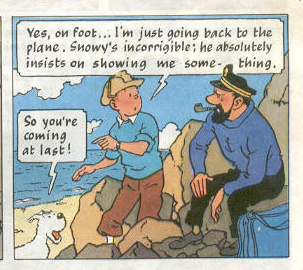 Yes, on foot... I'm just going back to the
plane. Snowy's incorrigible; he absolutely
insists on showing me some- thing.
So you're
coming
at last!